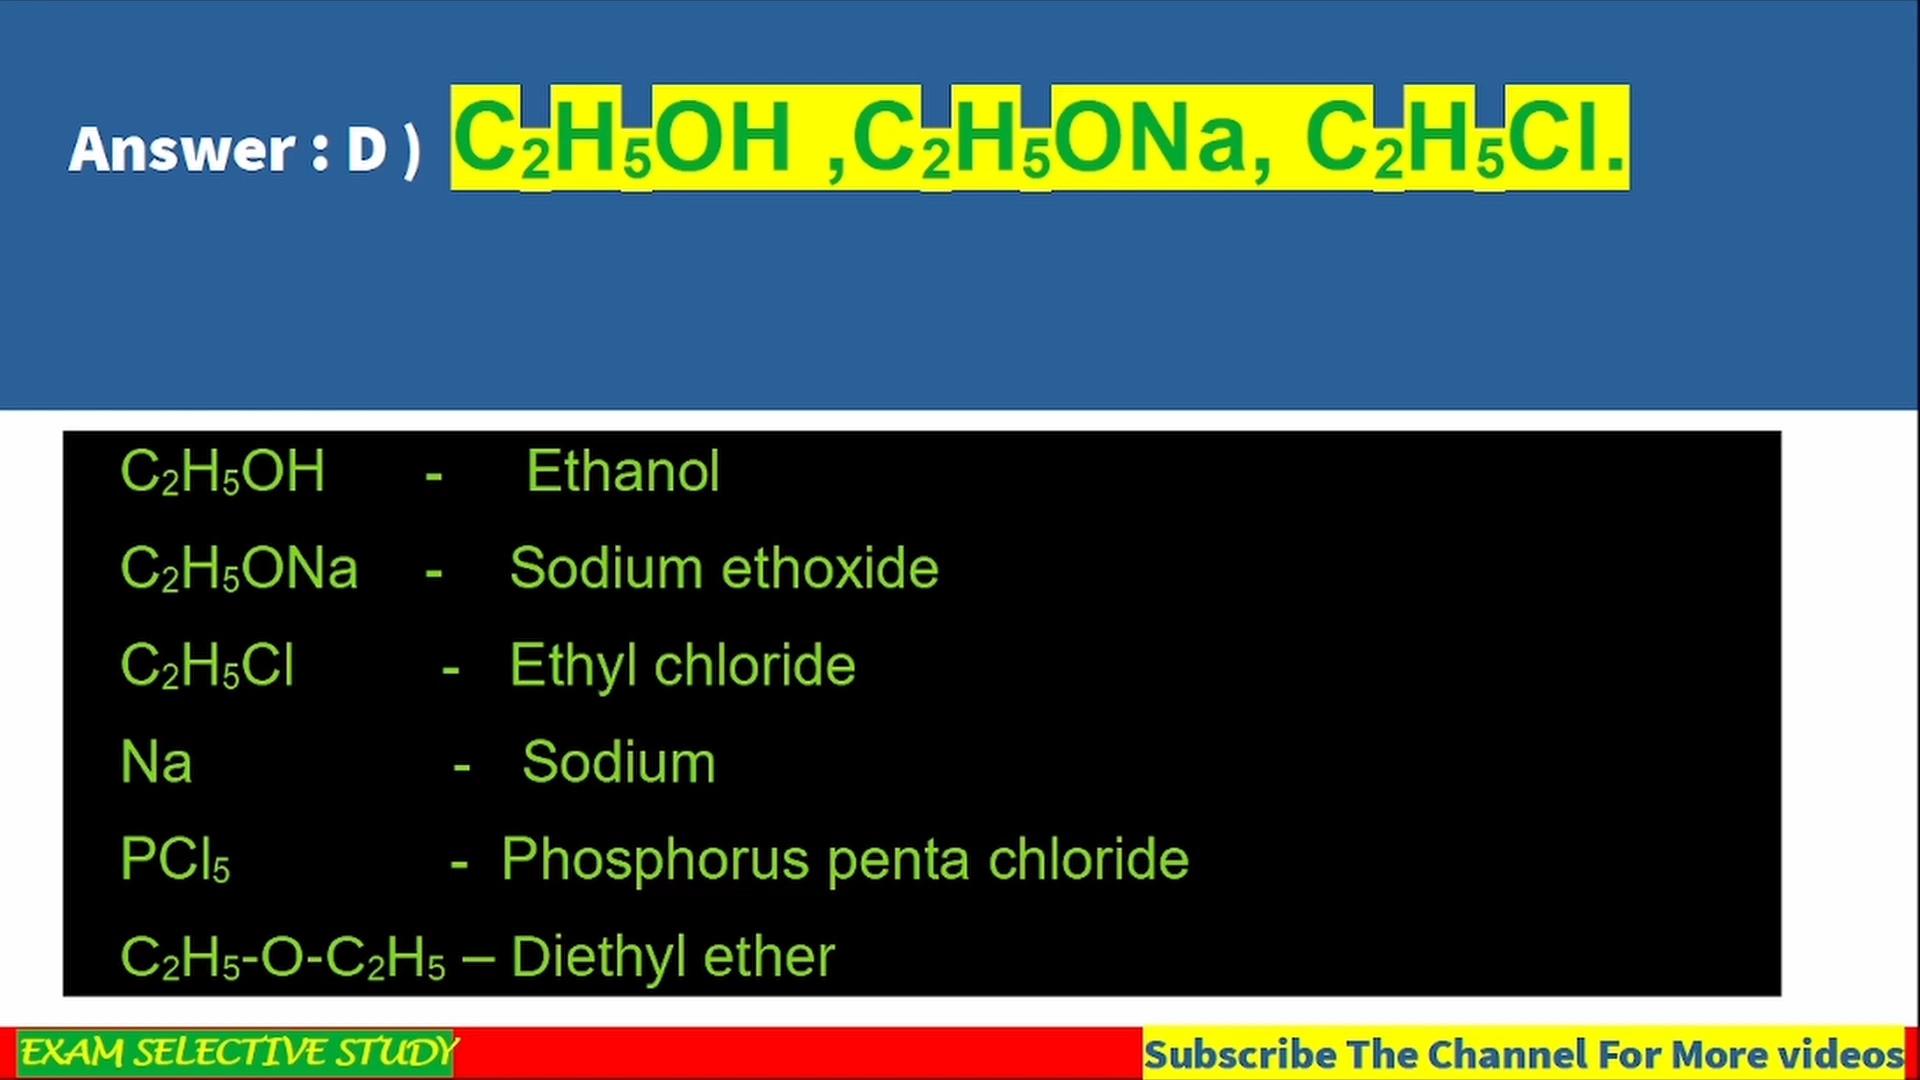 Answer : D ) C₂H₅OH ,C₂H₅ONa, C₂H₅Cl.
C₂H₅OH - Ethanol
C₂H₅ONa - Sodium ethoxide
C₂H₅Cl - Ethyl chloride
Na - Sodium
PCl₅ - Phosphorus penta chloride
C₂H₅-O-C₂H₅ – Diethyl ether
EXAM SELECTIVE STUDY
Subscribe The Channel For More videos